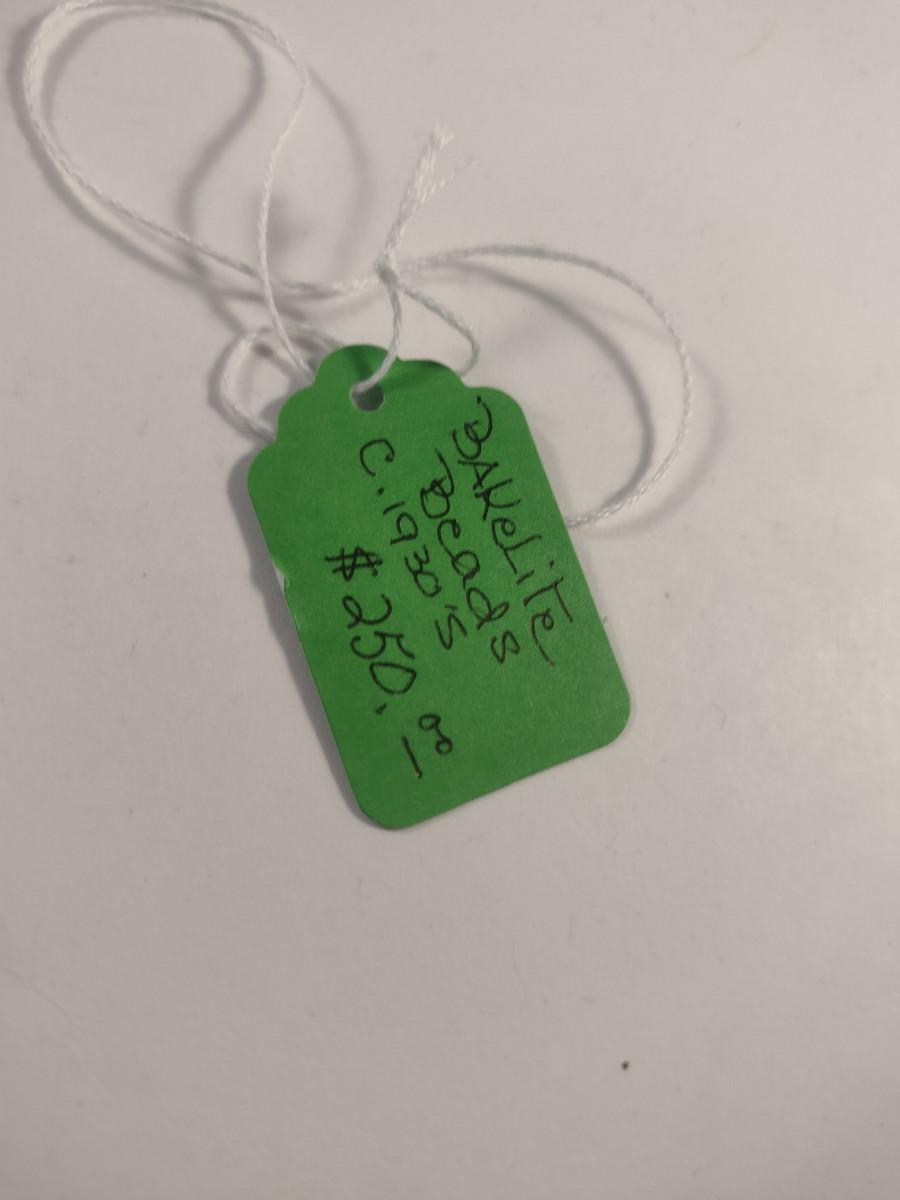 BAKeLiTe
Beads
C. 1930's
$250.00